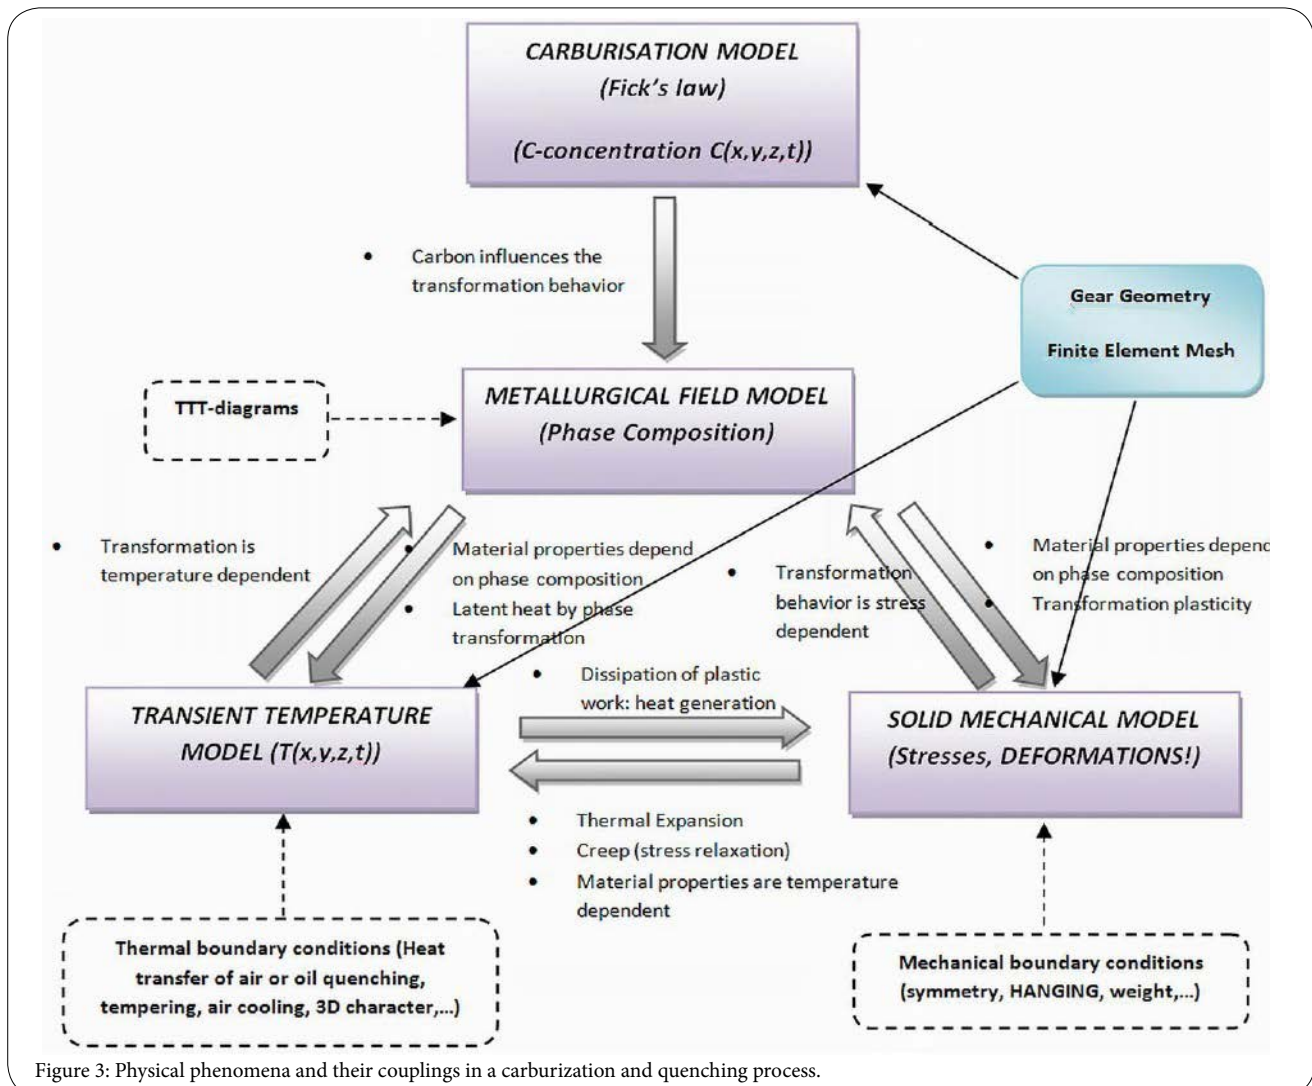 CARBURISATION MODEL
(Fick's law)
(C-concentration C(x,y,z,t))
• Carbon influences the
transformation behavior
Gear Geometry
Finite Element Mesh
TTT-diagrams
METALLURGICAL FIELD MODEL
(Phase Composition)
• Transformation is
temperature dependent
• Material properties depend
on phase composition
• Latent heat by phase
transformation
• Transformation
behavior is stress
dependent
• Material properties depend
on phase composition
• Transformation plasticity
TRANSIENT TEMPERATURE
MODEL (T(x,y,z,t))
• Dissipation of plastic
work: heat generation
SOLID MECHANICAL MODEL
(Stresses, DEFORMATIONS!)
• Thermal Expansion
• Creep (stress relaxation)
• Material properties are temperature
dependent
Thermal boundary conditions (Heat
transfer of air or oil quenching,
tempering, air cooling, 3D character,...)
Mechanical boundary conditions
(symmetry, HANGING, weight,...)
Figure 3: Physical phenomena and their couplings in a carburization and quenching process.